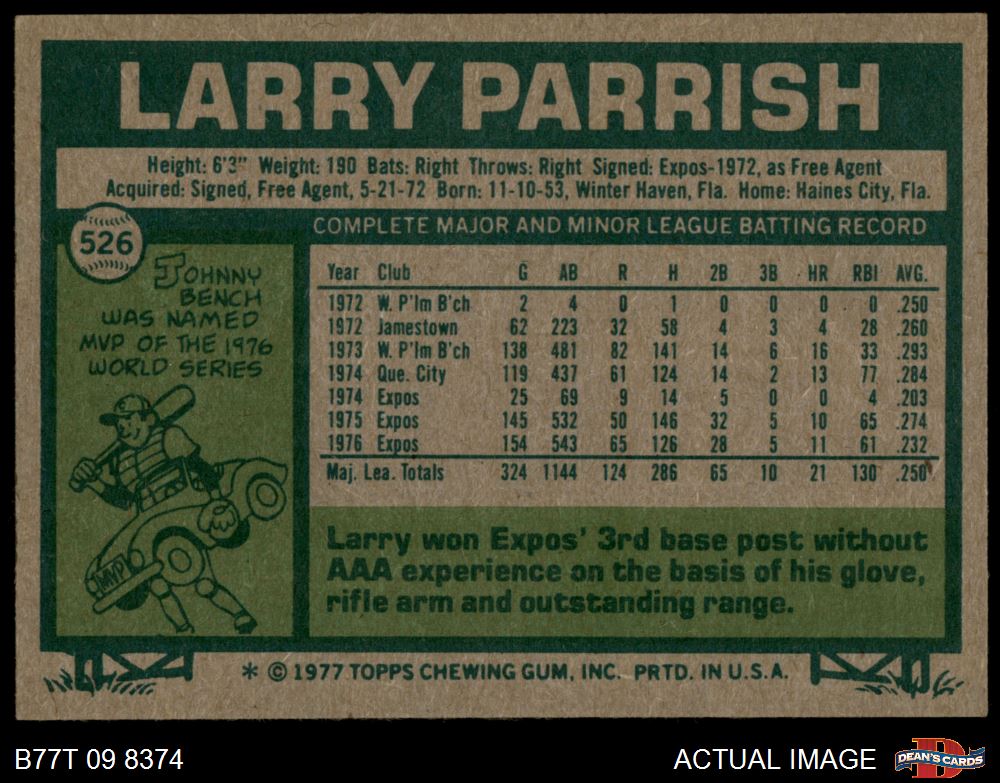 LARRY PARRISH
Height: 6'3" Weight: 190 Bats: Right Throws: Right Signed: Expos-1972, as Free Agent
Acquired: Signed, Free Agent, 5-21-72 Born: 11-10-53, Winter Haven, Fla. Home: Haines City, Fla.
526
COMPLETE MAJOR AND MINOR LEAGUE BATTING RECORD
JOHNNY
BENCH
WAS NAMED
MVP OF THE 1976
WORLD SERIES
MVP
Year Club G AB R H 2B 3B HR RBI AVG.
1972 W. P'lm B'ch 2 4 0 1 0 0 0 0 .250
1972 Jamestown 62 223 32 58 4 3 4 28 .260
1973 W. P'lm B'ch 138 481 82 141 14 6 16 33 .293
1974 Que. City 119 437 61 124 14 2 13 77 .284
1974 Expos 25 69 9 14 5 0 0 4 .203
1975 Expos 145 532 50 146 32 5 10 65 .274
1976 Expos 154 543 65 126 28 5 11 61 .232
Maj. Lea. Totals 324 1144 124 286 65 10 21 130 .250
Larry won Expos' 3rd base post without
AAA experience on the basis of his glove,
rifle arm and outstanding range.
* © 1977 TOPPS CHEWING GUM, INC. PRTD. IN U.S.A.
B77T 09 8374
ACTUAL IMAGE
D
DEAN'S CARDS